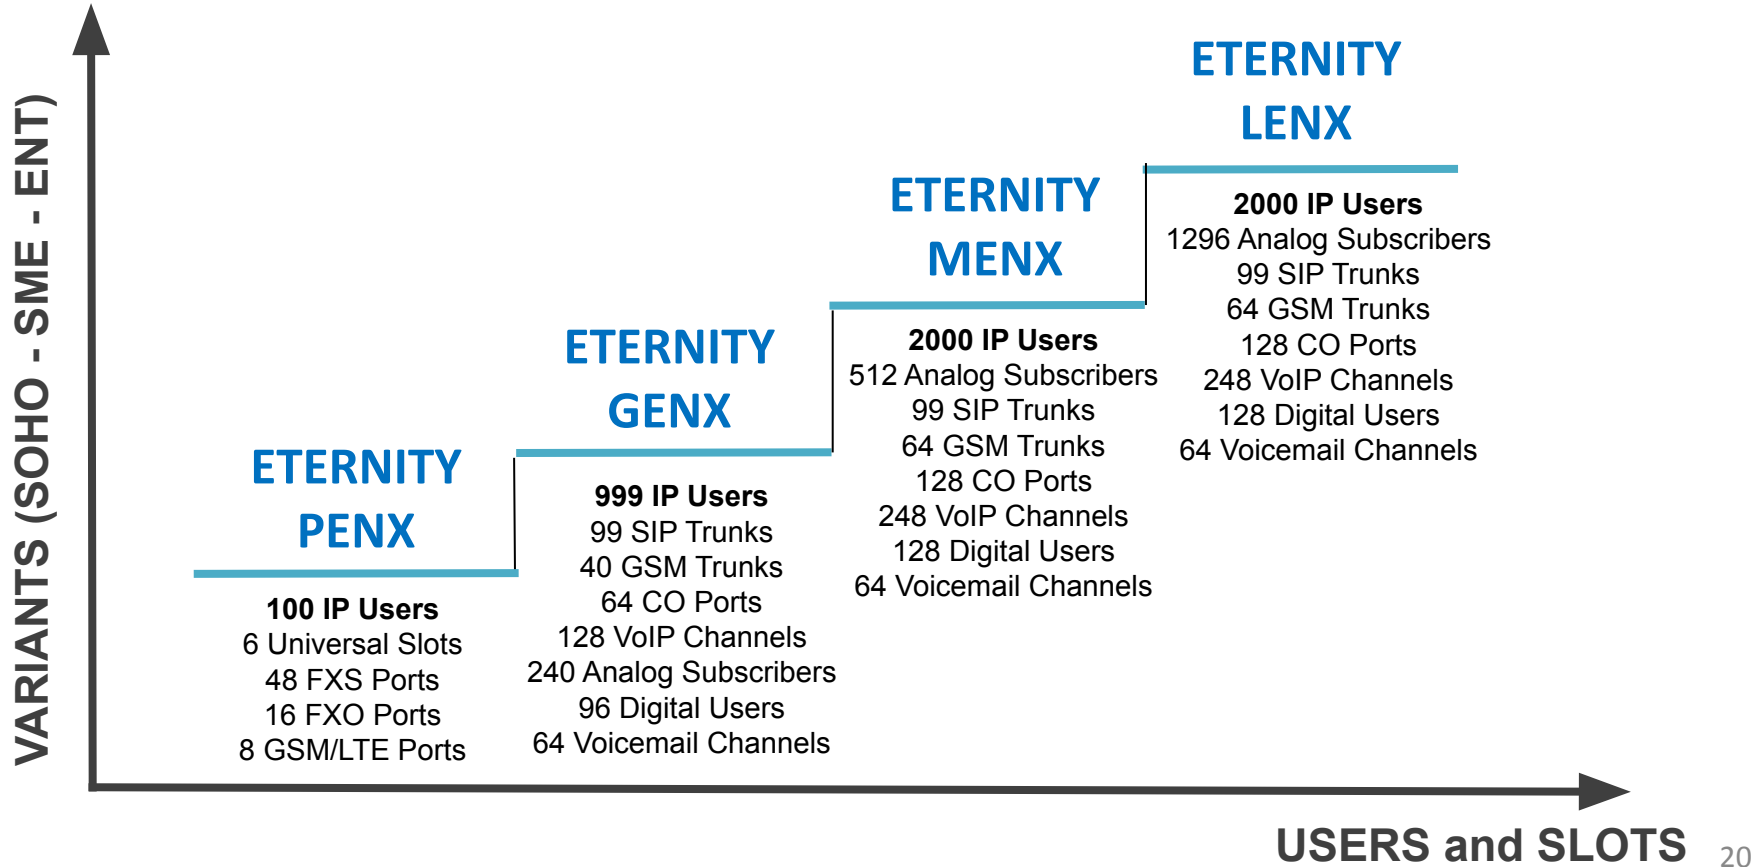 VARIANTS (SOHO - SME - ENT)
ETERNITY
PENX
100 IP Users
6 Universal Slots
48 FXS Ports
16 FXO Ports
8 GSM/LTE Ports
ETERNITY
GENX
999 IP Users
99 SIP Trunks
40 GSM Trunks
64 CO Ports
128 VoIP Channels
240 Analog Subscribers
96 Digital Users
64 Voicemail Channels
ETERNITY
MENX
2000 IP Users
512 Analog Subscribers
99 SIP Trunks
64 GSM Trunks
128 CO Ports
248 VoIP Channels
128 Digital Users
64 Voicemail Channels
ETERNITY
LENX
2000 IP Users
1296 Analog Subscribers
99 SIP Trunks
64 GSM Trunks
128 CO Ports
248 VoIP Channels
128 Digital Users
64 Voicemail Channels
USERS and SLOTS
20